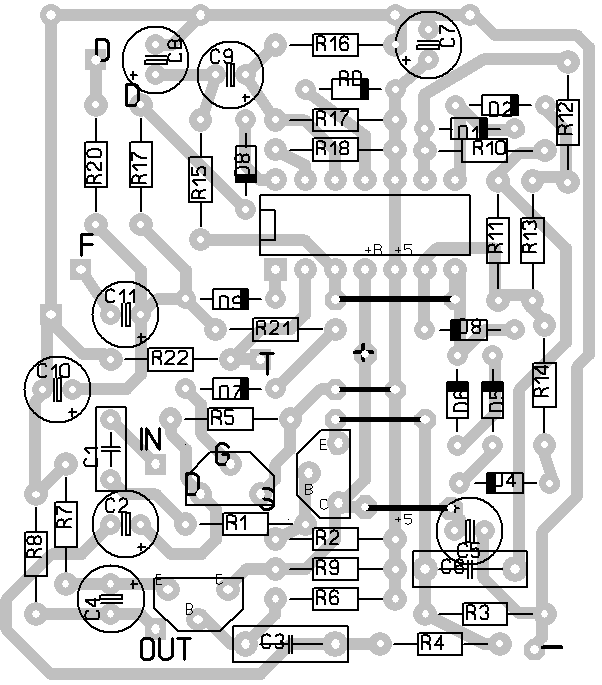 R16
C7
D
C8
C9
D
R17
D2
D1
R12
R18
R10
R20
R17
R15
D8
R11
R13
F
+B +5
C11
D9
R21
D8
R22
T
C10
D7
D6
D5
R14
R5
IN
G
E
C1
B
D
S
C
D4
C2
R1
+5
R7
R8
R2
C5
R9
C6
E
E
C4
B
R6
R3
OUT
C3
R4